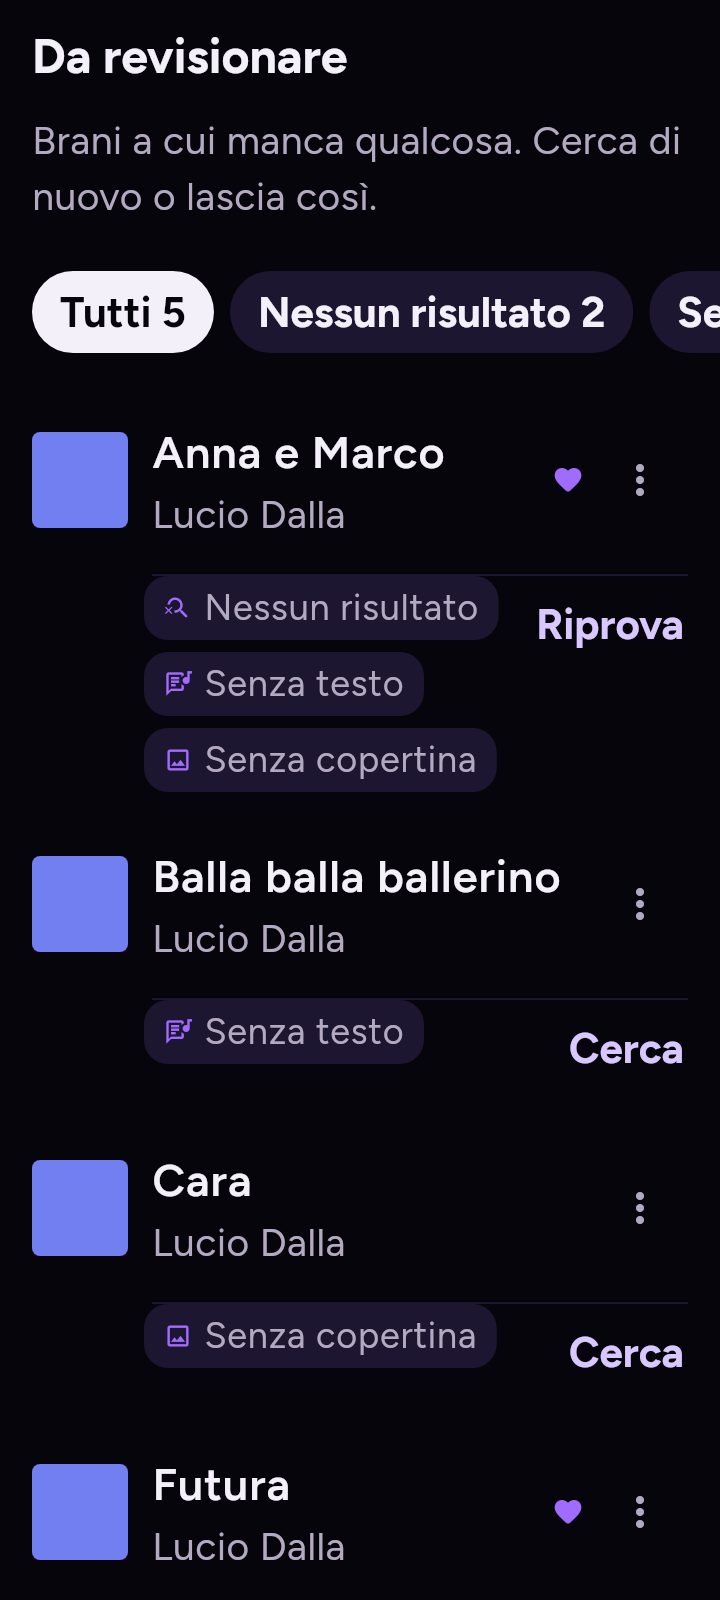 Da revisionare
Brani a cui manca qualcosa. Cerca di
nuovo o lascia così.
Tutti 5
Nessun risultato 2
Anna e Marco
Lucio Dalla
Nessun risultato
Riprova
Senza testo
Senza copertina
Balla balla ballerino
Lucio Dalla
Senza testo
Cerca
Cara
Lucio Dalla
Senza copertina
Cerca
Futura
Lucio Dalla